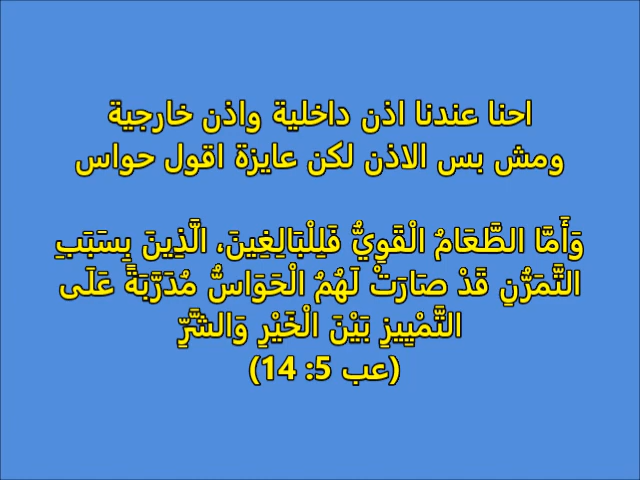 احنا عندنا اذن داخلية واذن خارجية
ومش بس الاذن لكن عايزة اقول حواس
وَأَمَّا الطَّعَامُ الْقَوِيُّ فَلِلْبَالِغِينَ، الَّذِينَ بِسَبَبِ
التَّمَرُّنِ قَدْ صَارَتْ لَهُمُ الْحَوَاسُّ مُدَرَّبَةً عَلَى
التَّمْيِيزِ بَيْنَ الْخَيْرِ وَالشَّرِّ
(عب 5: 14)